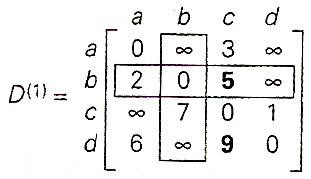 a b c d
a 0 ∞ 3 ∞
b 2 0 5 ∞
D(1) =
c ∞ 7 0 1
d 6 ∞ 9 0